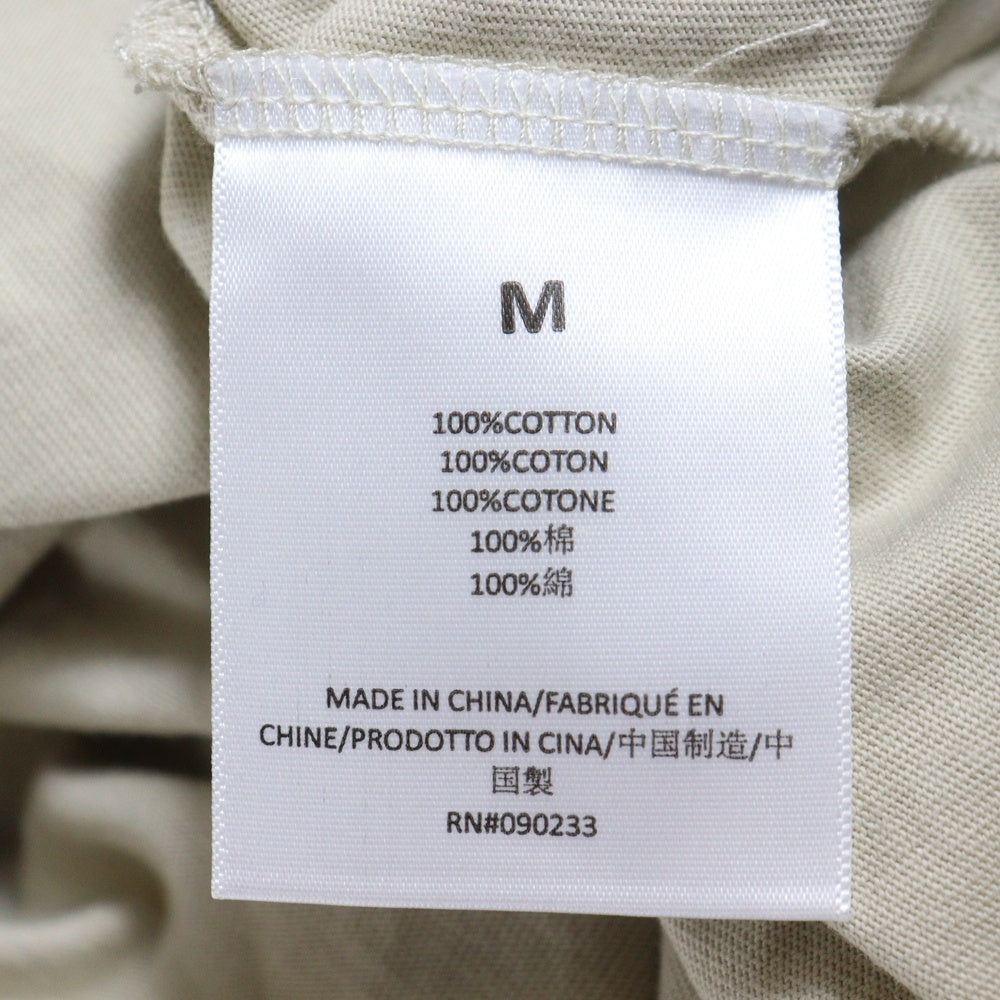 M
100%COTTON
100%COTON
100%COTONE
100%棉
100%綿
MADE IN CHINA/FABRIQUÉ EN
CHINE/PRODOTTO IN CINA/中国制造/中
国製
RN#090233